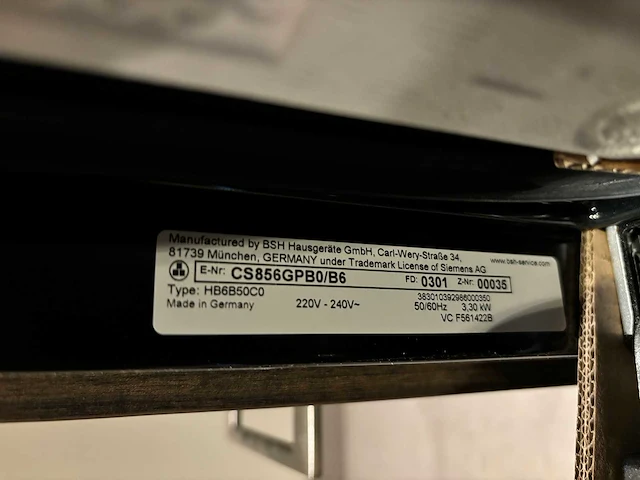 Manufactured by BSH Hausgeräte GmbH, Carl-Wery-Straße 34,
81739 München, GERMANY under Trademark License of Siemens AG
www.bsh-service.com
E-Nr: CS856GPB0/B6 FD: 0301 Z-Nr: 00035
Type: HB6B50C0 220V - 240V~ 383010392986000350
Made in Germany 50/60Hz 3,30 kW
VC F561422B